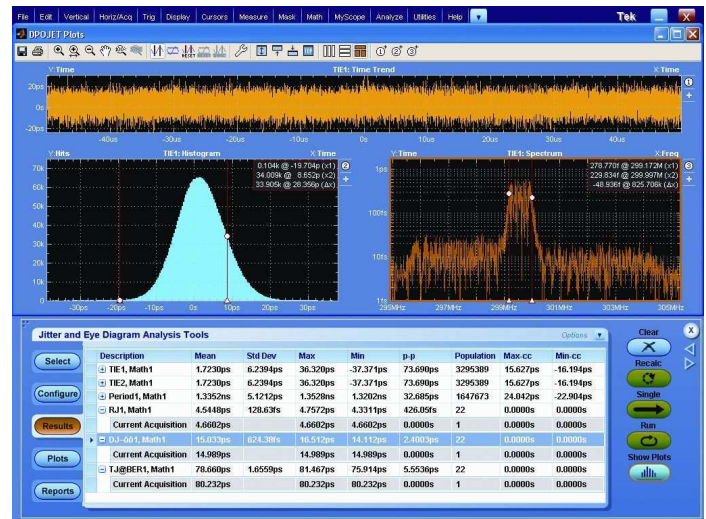 File Edit Vertical Horiz/Acq Trig Display Cursors Measure Mask Math MyScope Analyze Utilities Help Tek
DPOJET Plots
RESET
Y:Time TIE1: Time Trend X:Time
20ps
0s
-20ps
-40us -30us -20us -10us 0s 10us 20us 30us 40us
Y:Hits TIE1: Histogram X:Time
0.104k @ -19.704p (x1)
34.009k @ 8.652p (x2)
33.905k @ 28.356p (Δx)
70k
60k
50k
40k
30k
20k
10k
0
-30ps -20ps -10ps 0s 10ps 20ps 30ps
Y:Time TIE1: Spectrum X:Freq
278.770f @ 299.172M (x1)
229.834f @ 299.997M (x2)
-48.936f @ 825.706k (Δx)
1ps
100fs
10fs
1fs
295MHz 297MHz 299MHz 301MHz 303MHz 305MHz
Jitter and Eye Diagram Analysis Tools Options
Select
Configure
Results
Plots
Reports
Description Mean Std Dev Max Min p-p Population Max-cc Min-cc
TIE1, Math1 1.7230ps 6.2394ps 36.320ps -37.371ps 73.690ps 3295389 15.627ps -16.194ps
TIE2, Math1 1.7230ps 6.2394ps 36.320ps -37.371ps 73.690ps 3295389 15.627ps -16.194ps
Period1, Math1 1.3352ns 5.1212ps 1.3528ns 1.3202ns 32.685ps 1647673 24.042ps -22.904ps
RJ1, Math1 4.5448ps 128.63fs 4.7572ps 4.3311ps 426.05fs 22 0.0000s 0.0000s
Current Acquisition 4.6602ps 4.6602ps 4.6602ps 0.0000s 1 0.0000s 0.0000s
DJ-δδ1, Math1 15.033ps 624.38fs 16.512ps 14.112ps 2.4003ps 22 0.0000s 0.0000s
Current Acquisition 14.989ps 14.989ps 14.989ps 0.0000s 1 0.0000s 0.0000s
TJ@BER1, Math1 78.660ps 1.6559ps 81.467ps 75.914ps 5.5536ps 22 0.0000s 0.0000s
Current Acquisition 80.232ps 80.232ps 80.232ps 0.0000s 1 0.0000s 0.0000s
Clear
Recalc
Single
Run
Show Plots